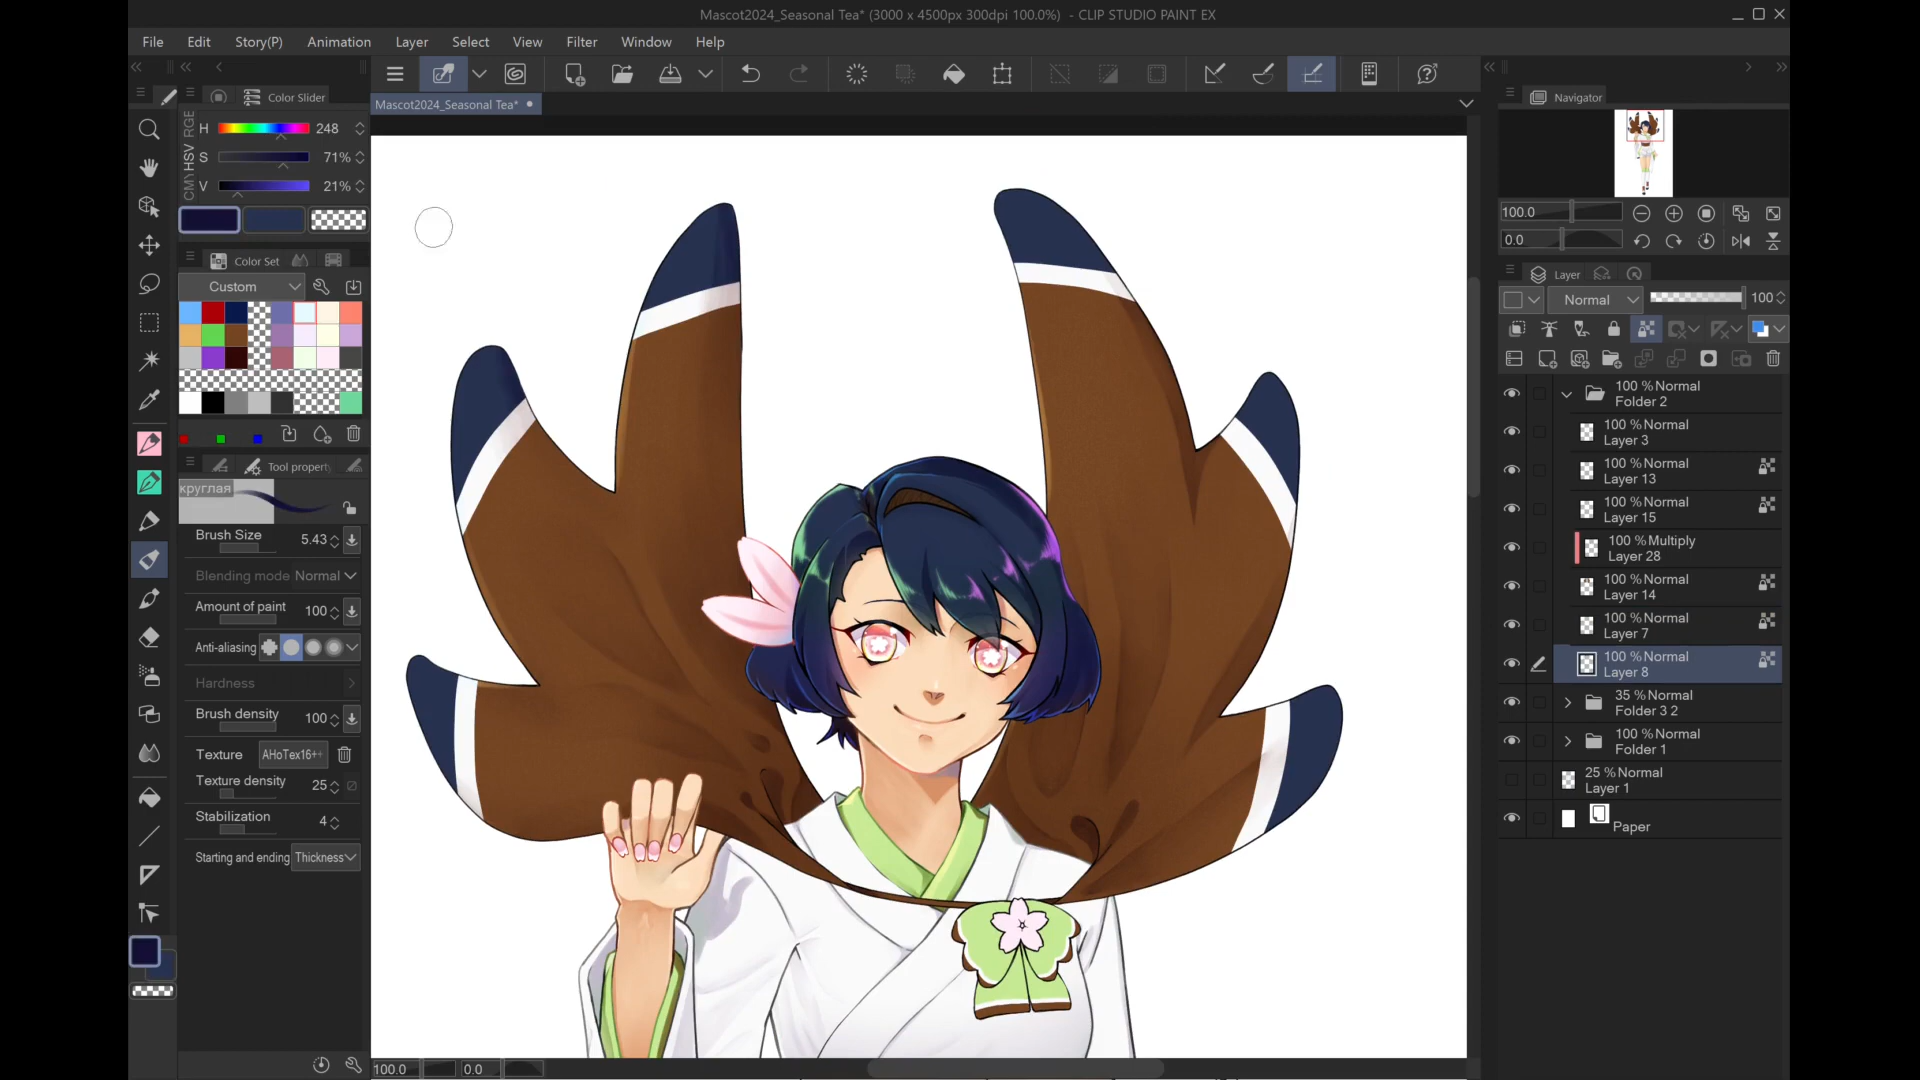 Mascot2024_Seasonal Tea* (3000 x 4500px 300dpi 100.0%) - CLIP STUDIO PAINT EX
File Edit Story(P) Animation Layer Select View Filter Window Help
Mascot2024_Seasonal Tea*
Color Slider
H 248
S 71%
V 21%
HSV
Color Set
Custom
Tool property
круглая
Brush Size 5.43
Blending mode Normal
Amount of paint 100
Anti-aliasing
Hardness
Brush density 100
Texture AHoTex16++
Texture density 25
Stabilization 4
Starting and ending Thickness
100.0 0.0
Navigator
100.0
0.0
Layer
Normal 100
100 %Normal
Folder 2
100 %Normal
Layer 3
100 %Normal
Layer 13
100 %Normal
Layer 15
100 %Multiply
Layer 28
100 %Normal
Layer 14
100 %Normal
Layer 7
100 %Normal
Layer 8
35 %Normal
Folder 3 2
100 %Normal
Folder 1
25 %Normal
Layer 1
Paper